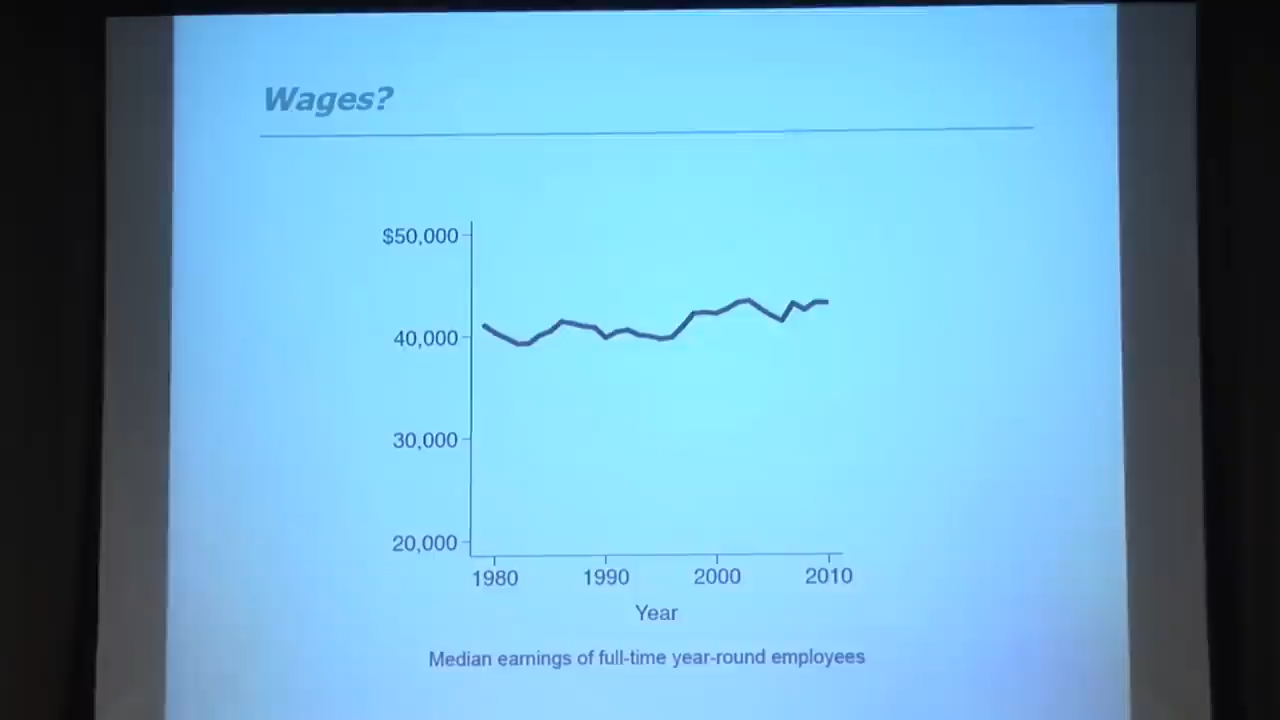 Wages?
$50,000
40,000
30,000
20,000
1980 1990 2000 2010
Year
Median earnings of full-time year-round employees